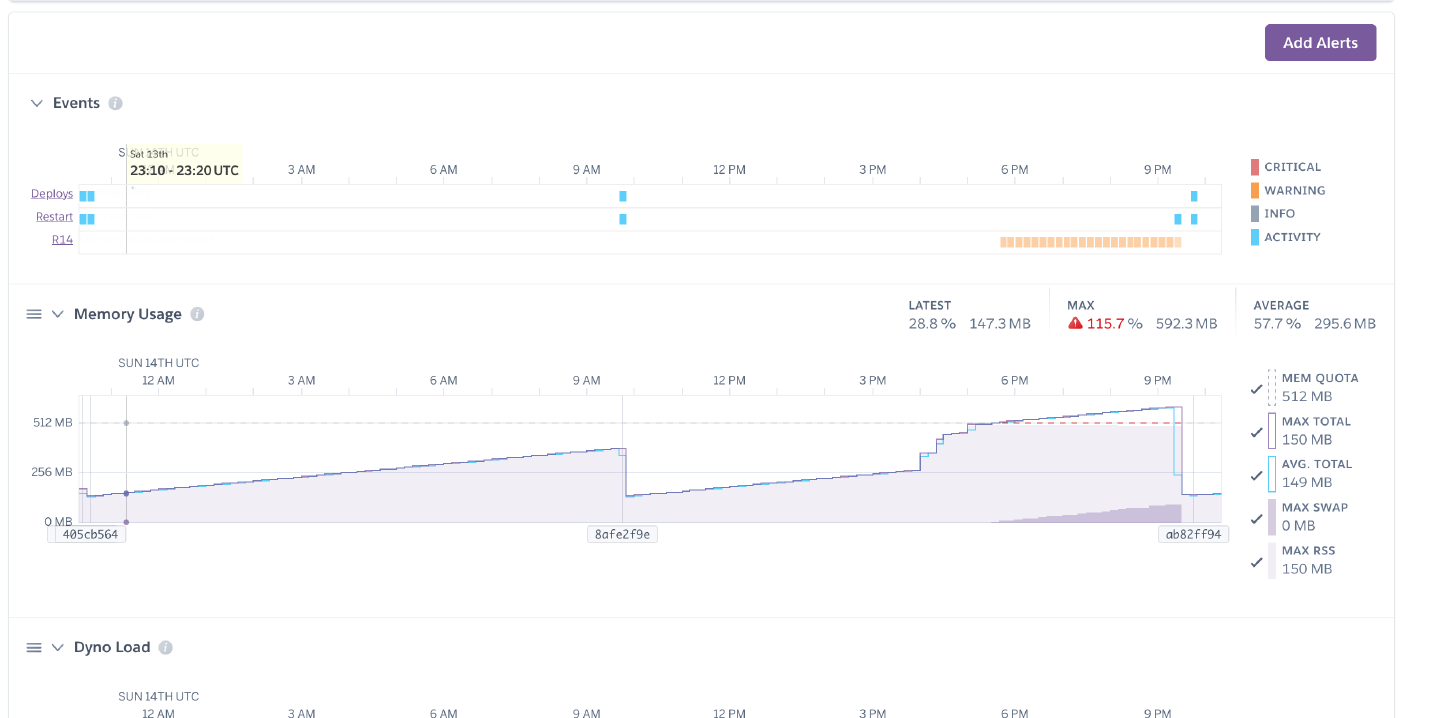 Add Alerts
Events
SUN 14TH UTC
Sat 13th
23:10 - 23:20 UTC
3 AM 6 AM 9 AM 12 PM 3 PM 6 PM 9 PM
Deploys
Restart
R14
CRITICAL
WARNING
INFO
ACTIVITY
Memory Usage
LATEST
28.8 % 147.3 MB
MAX
115.7 % 592.3 MB
AVERAGE
57.7 % 295.6 MB
SUN 14TH UTC
12 AM 3 AM 6 AM 9 AM 12 PM 3 PM 6 PM 9 PM
512 MB
256 MB
0 MB
405cb564 8afe2f9e ab82ff94
MEM QUOTA
512 MB
MAX TOTAL
150 MB
AVG. TOTAL
149 MB
MAX SWAP
0 MB
MAX RSS
150 MB
Dyno Load
SUN 14TH UTC
12 AM 3 AM 6 AM 9 AM 12 PM 3 PM 6 PM 9 PM